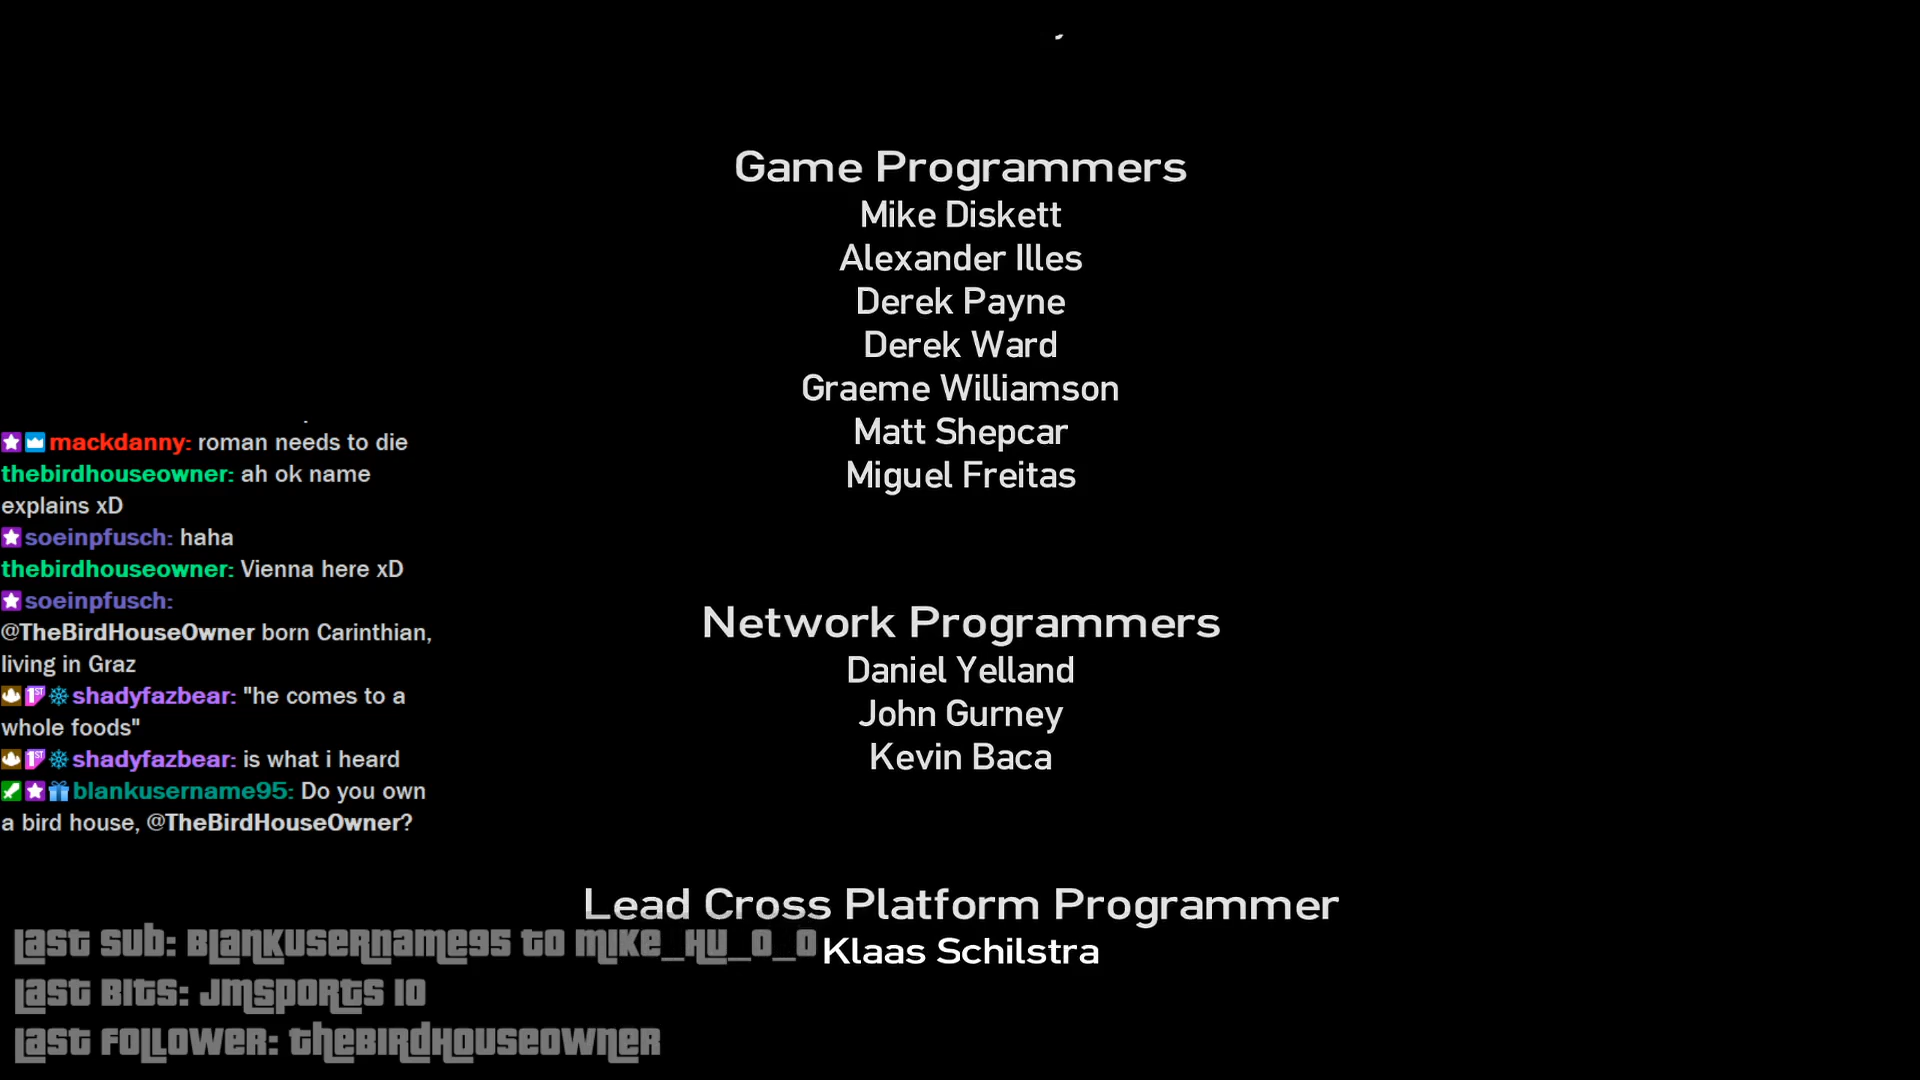 Game Programmers
Mike Diskett
Alexander Illes
Derek Payne
Derek Ward
Graeme Williamson
Matt Shepcar
Miguel Freitas
Network Programmers
Daniel Yelland
John Gurney
Kevin Baca
Lead Cross Platform Programmer
Klaas Schilstra
mackdanny: roman needs to die
thebirdhouseowner: ah ok name
explains xD
soeinpfusch: haha
thebirdhouseowner: Vienna here xD
soeinpfusch:
@TheBirdHouseOwner born Carinthian,
living in Graz
1ST shadyfazbear: "he comes to a
whole foods"
1ST shadyfazbear: is what i heard
blankusername95: Do you own
a bird house, @TheBirdHouseOwner?
Last Sub: Blankusername95 to Mike_Hu_o_O
Last Bits: JMSports 10
Last Follower: TheBirdHouseOwner